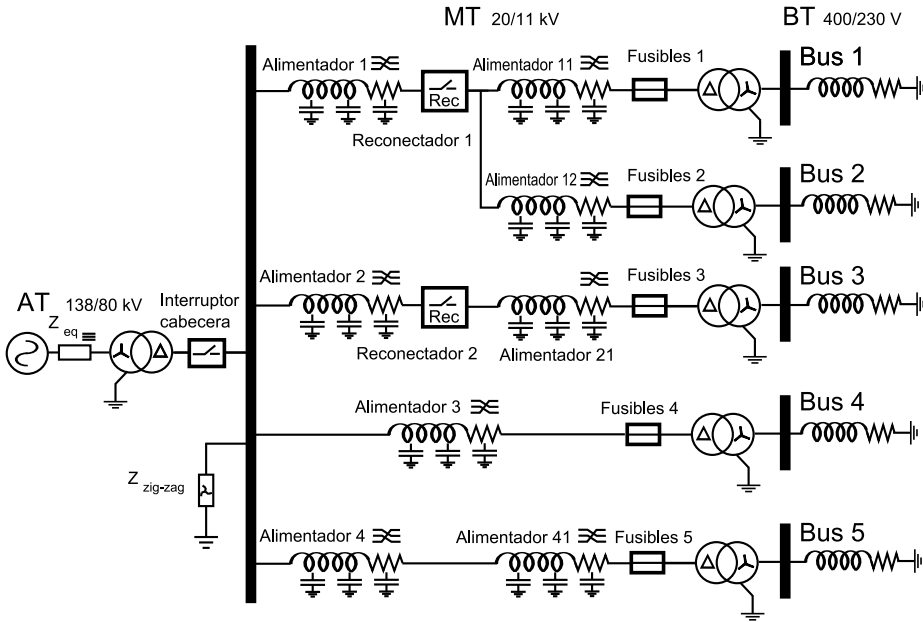 MT 20/11 kV
BT 400/230 V
Alimentador 1
Rec
Reconectador 1
Alimentador 11
Fusibles 1
Bus 1
Alimentador 12
Fusibles 2
Bus 2
AT 138/80 kV
Z eq
Interruptor
cabecera
Alimentador 2
Rec
Reconectador 2
Alimentador 21
Fusibles 3
Bus 3
Alimentador 3
Fusibles 4
Bus 4
Z zig-zag
Alimentador 4
Alimentador 41
Fusibles 5
Bus 5